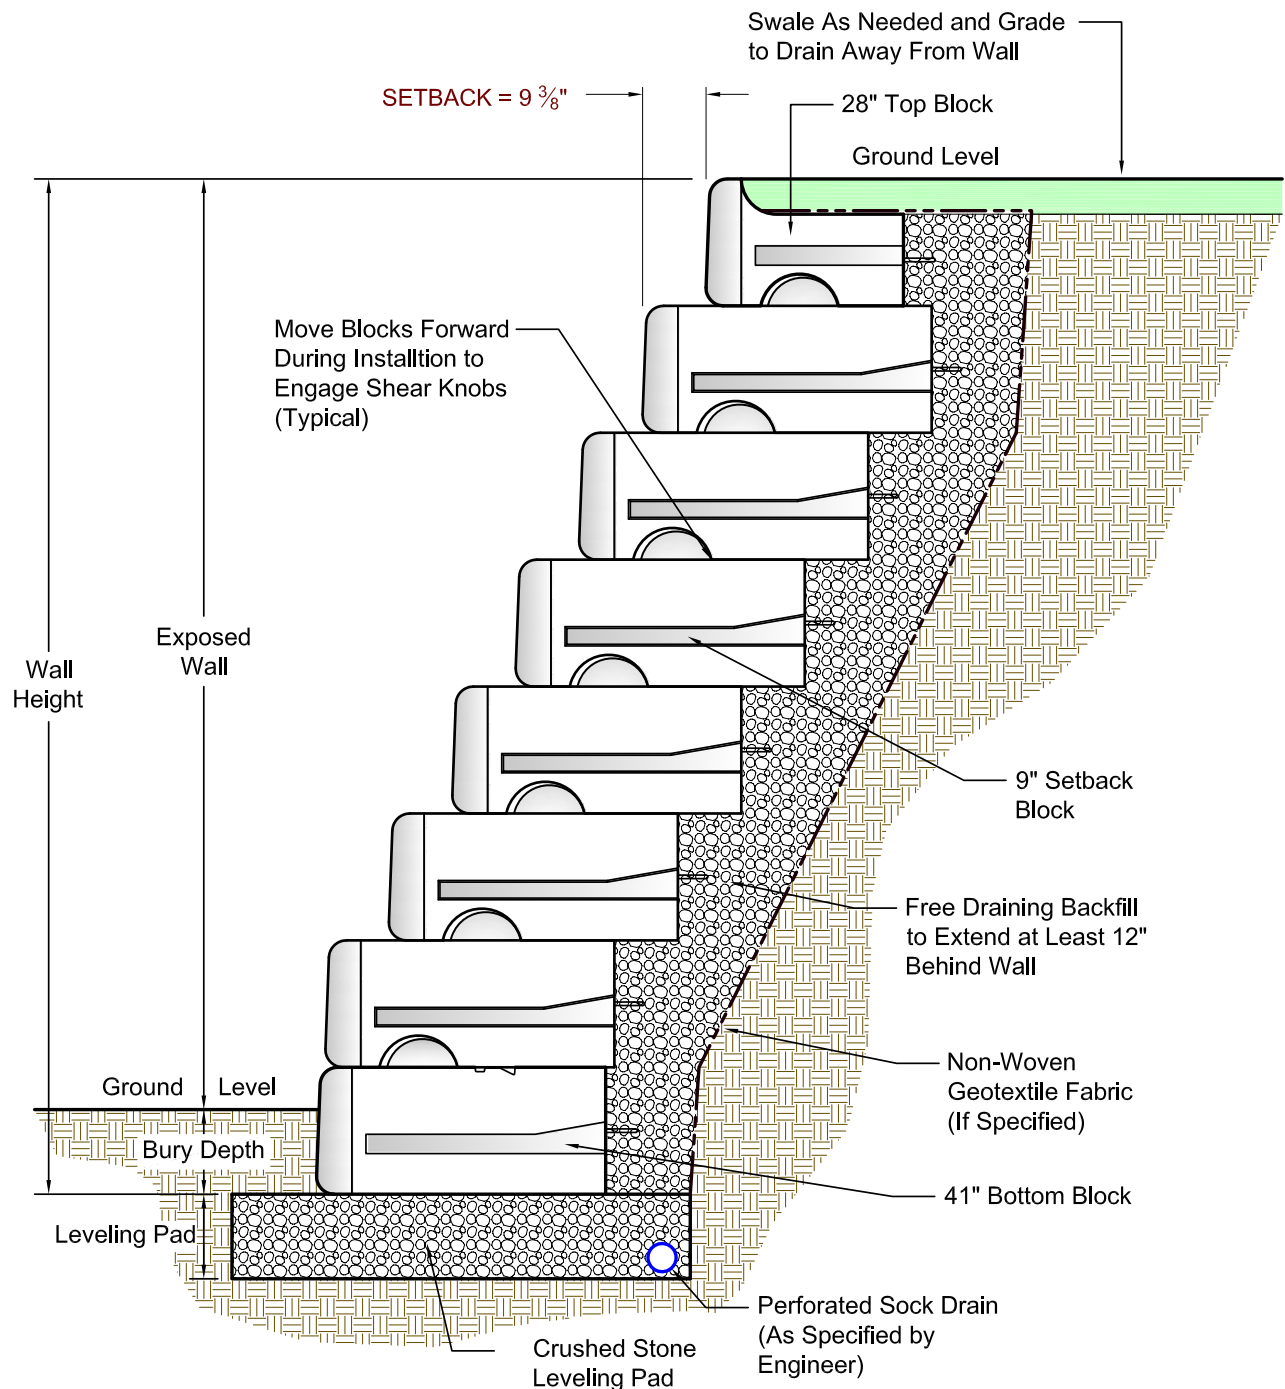 Swale As Needed and Grade
to Drain Away From Wall
SETBACK = 9 ⅜"
28" Top Block
Ground Level
Move Blocks Forward
During Installtion to
Engage Shear Knobs
(Typical)
Exposed
Wall
Wall
Height
9" Setback
Block
Free Draining Backfill
to Extend at Least 12"
Behind Wall
Non-Woven
Geotextile Fabric
(If Specified)
Ground Level
Bury Depth
41" Bottom Block
Leveling Pad
Perforated Sock Drain
(As Specified by
Engineer)
Crushed Stone
Leveling Pad